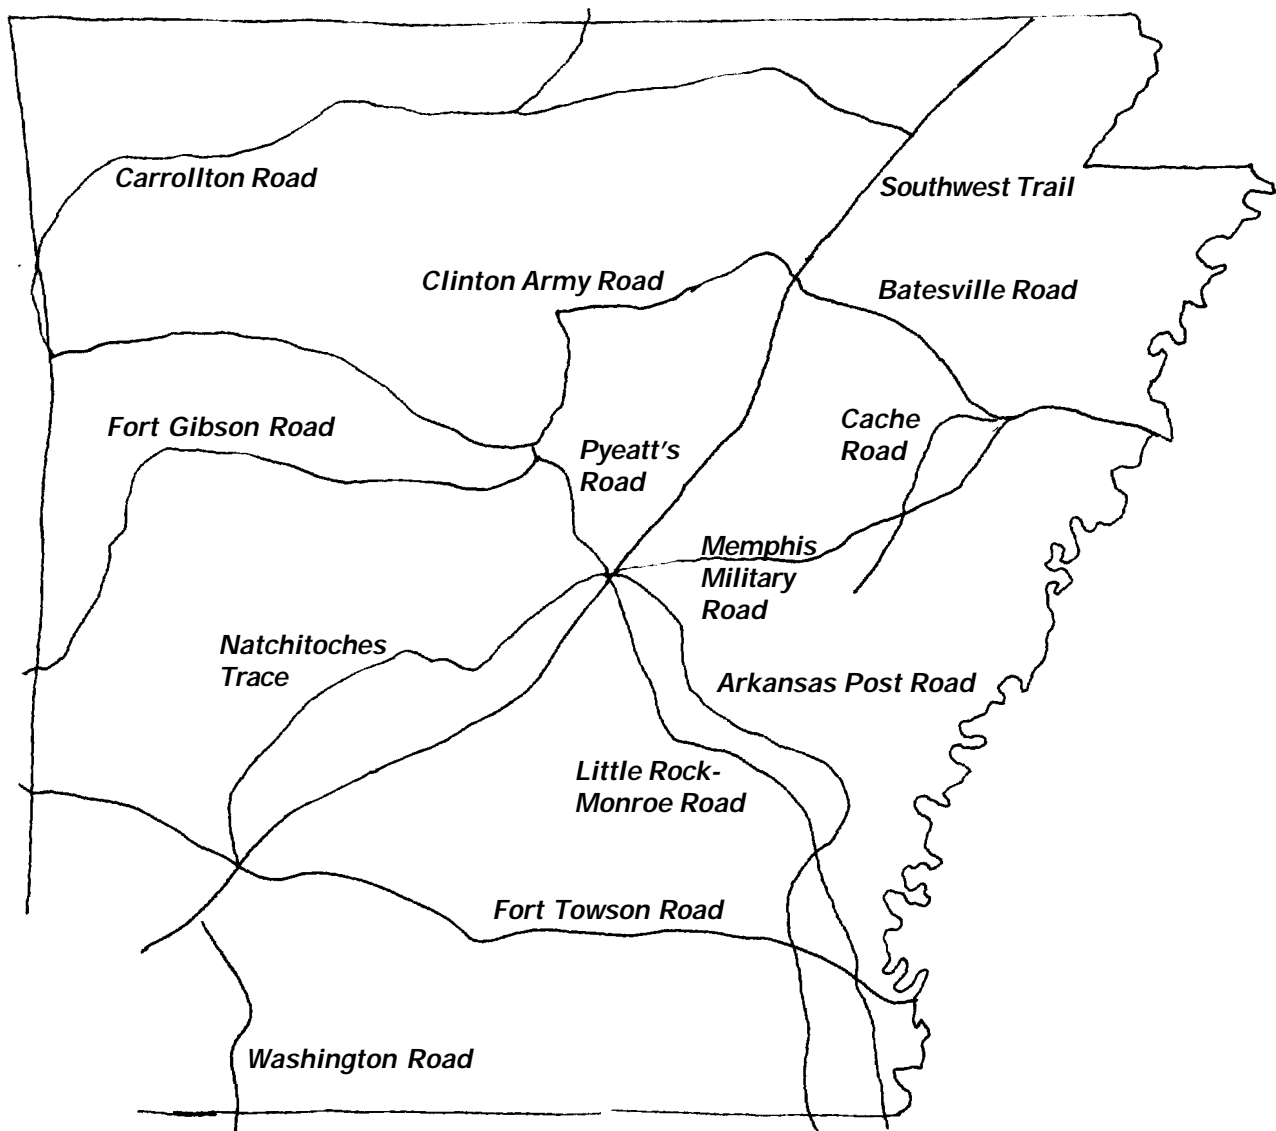 Carrollton Road
Southwest Trail
Clinton Army Road
Batesville Road
Fort Gibson Road
Cache
Road
Pyeatt's
Road
Memphis
Military
Road
Natchitoches
Trace
Arkansas Post Road
Little Rock-
Monroe Road
Fort Towson Road
Washington Road